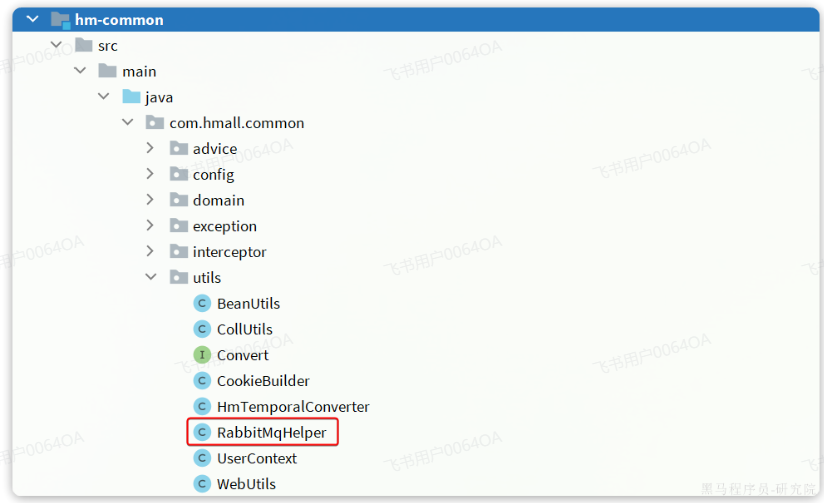 hm-common
src
main
java
com.hmall.common
advice
config
domain
exception
interceptor
utils
C BeanUtils
C CollUtils
I Convert
C CookieBuilder
C HmTemporalConverter
C RabbitMqHelper
C UserContext
C WebUtils
飞书用户0064OA
飞书用户0064OA
飞书用户0064OA
飞书用户0064OA
飞书用户0064OA
飞书用户0064OA
飞书用户0064OA
飞书用户0064OA
黑马程序员-研究院